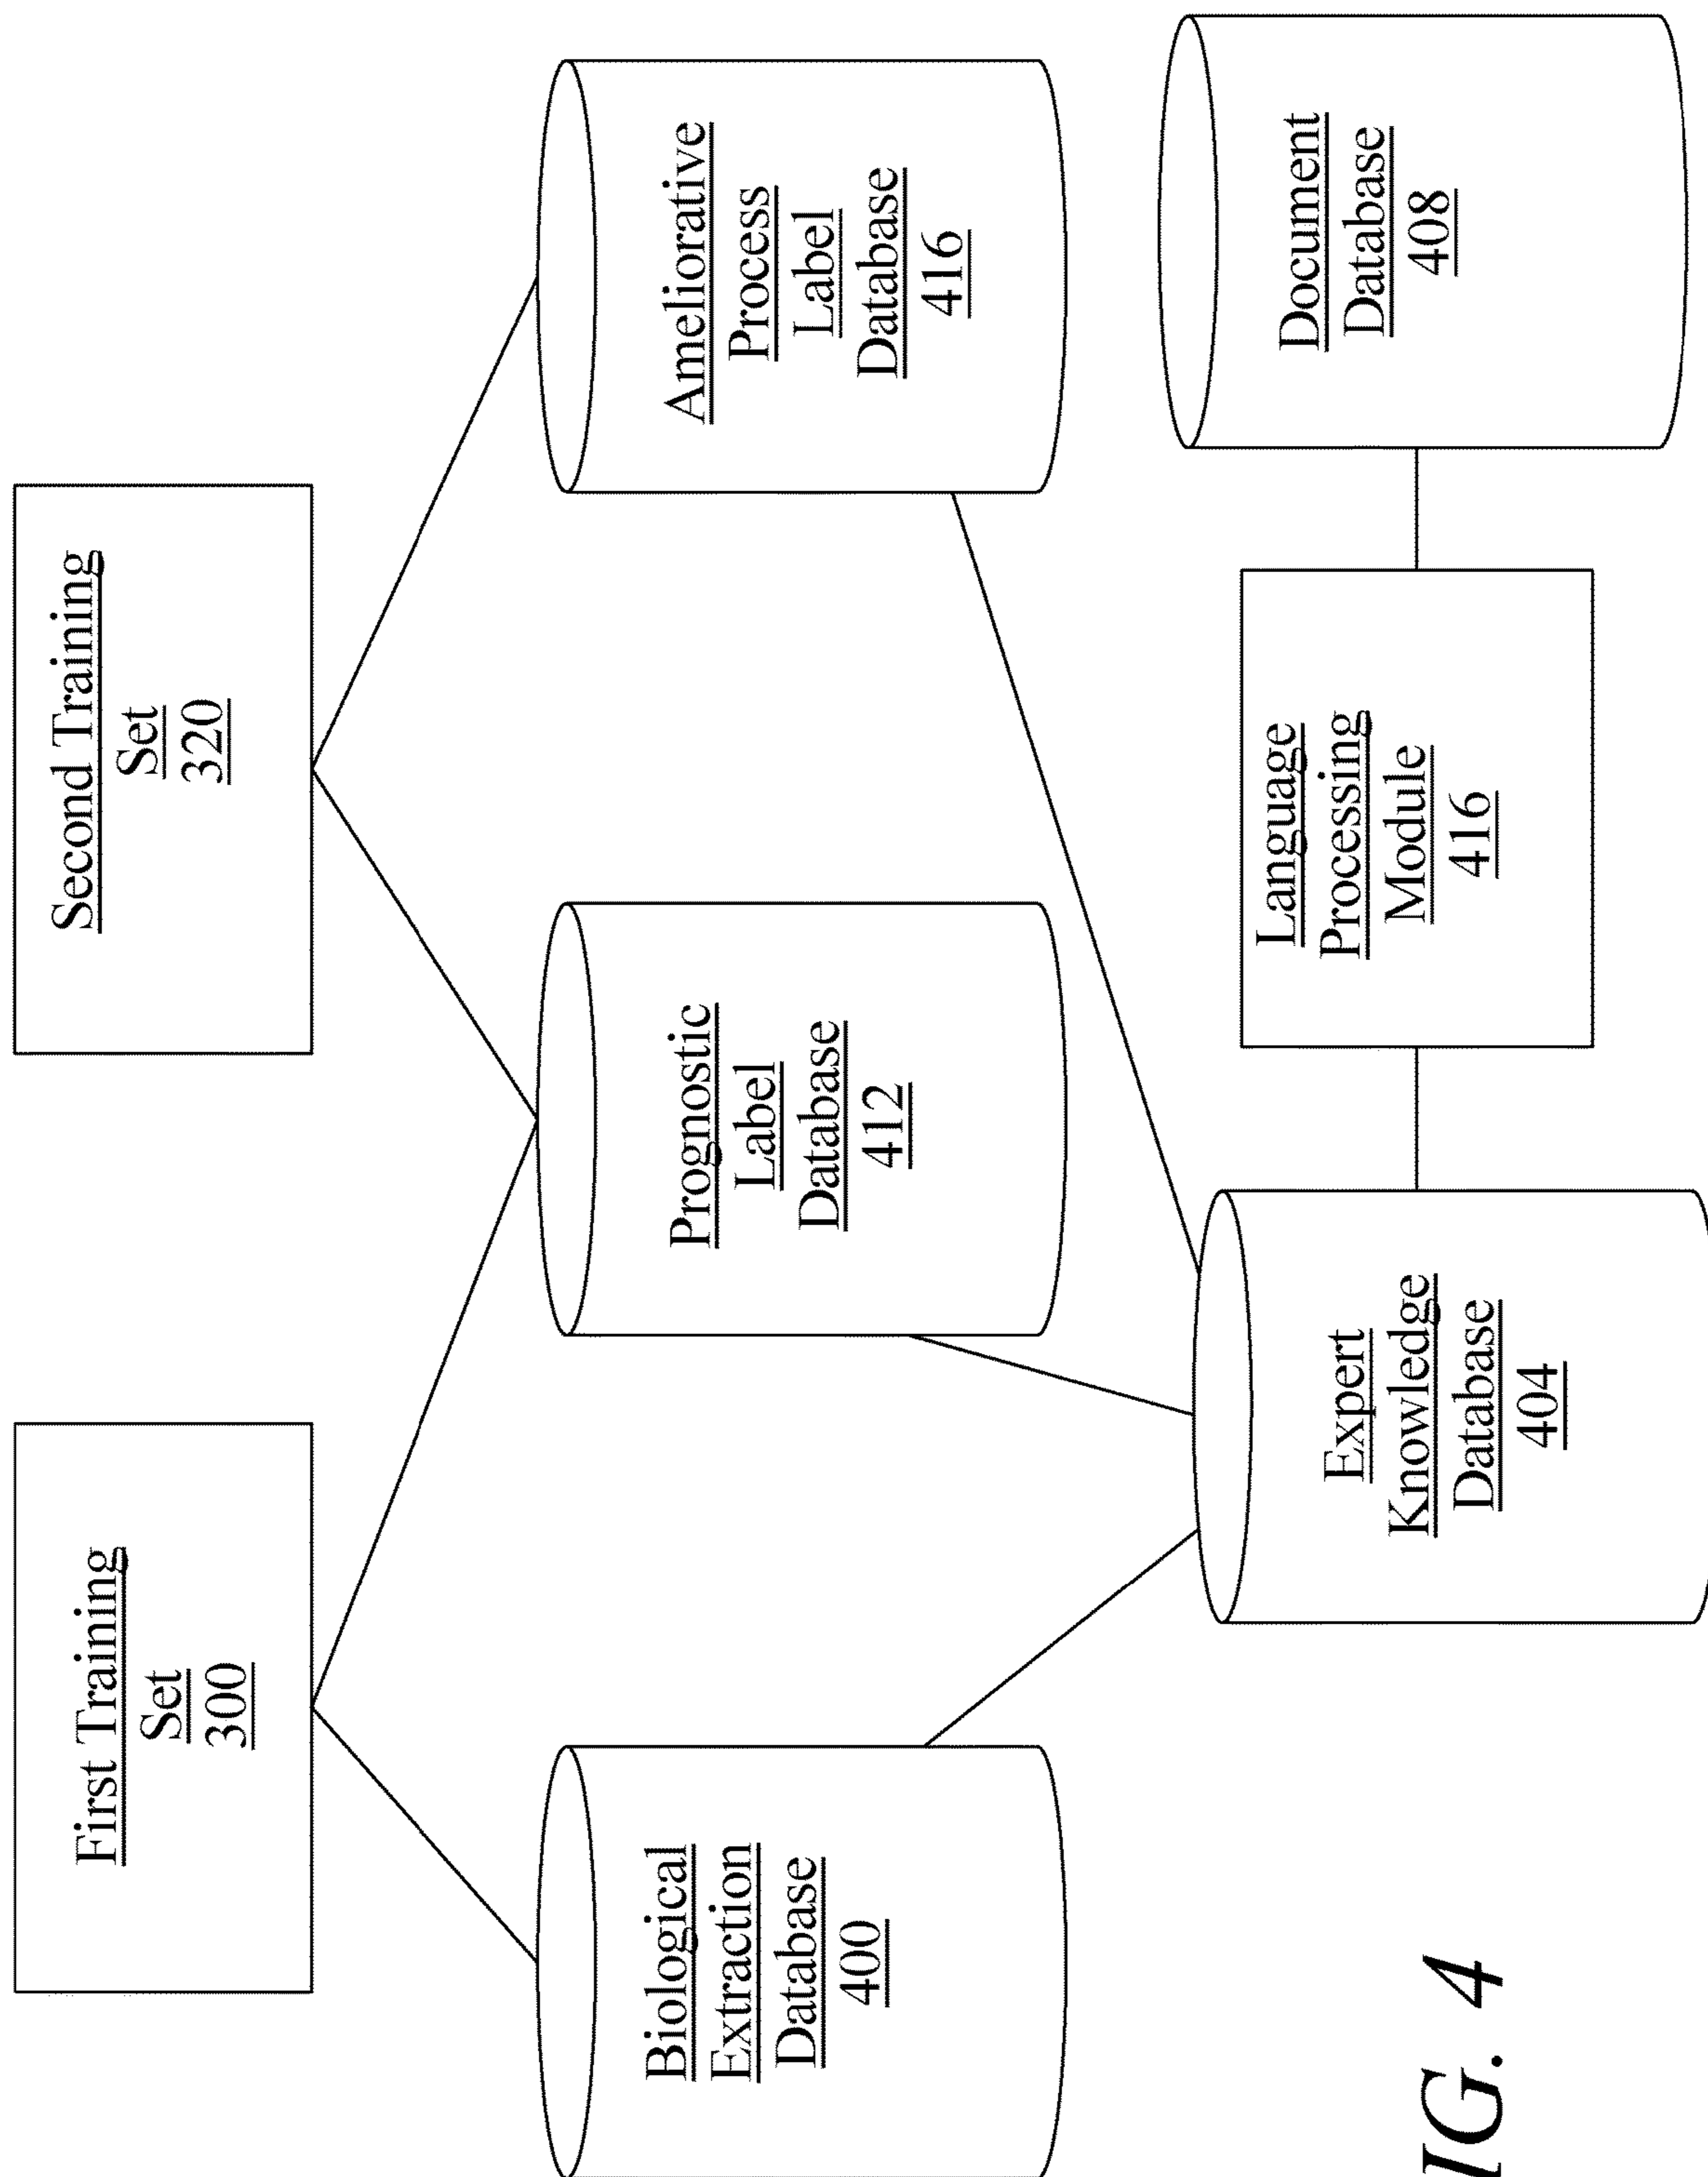 First Training
Set
300
Second Training
Set
320
Biological
Extraction
Database
400
Prognostic
Label
Database
412
Ameliorative
Process
Label
Database
416
Expert
Knowledge
Database
404
Language
Processing
Module
416
Document
Database
408
IG. 4